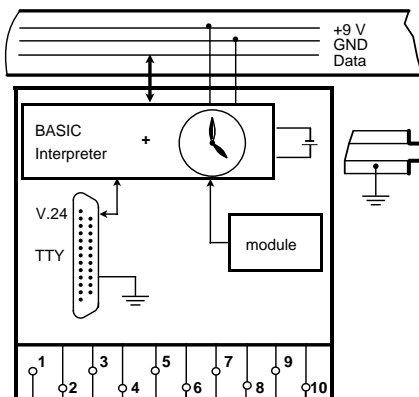 +9 V
GND
Data
BASIC
+
Interpreter
V.24
TTY
module
1
3
5
7
9
2
4
6
8
10